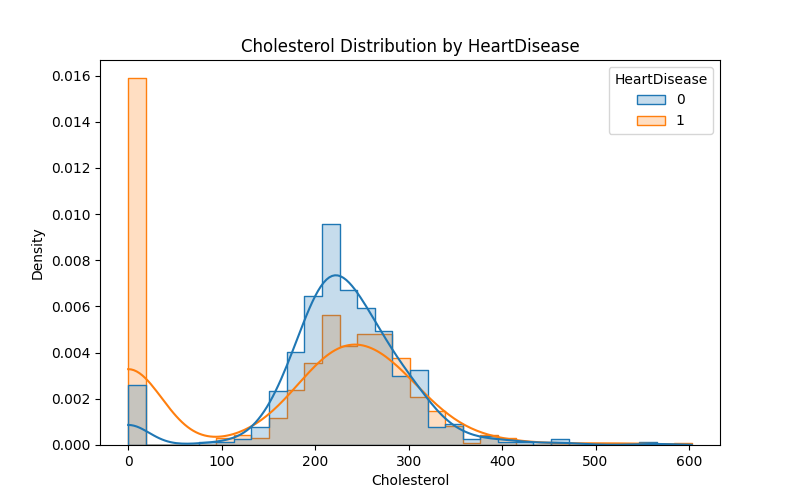 Cholesterol Distribution by HeartDisease
HeartDisease
0
1
Density
0.016
0.014
0.012
0.010
0.008
0.006
0.004
0.002
0.000
0 100 200 300 400 500 600
Cholesterol